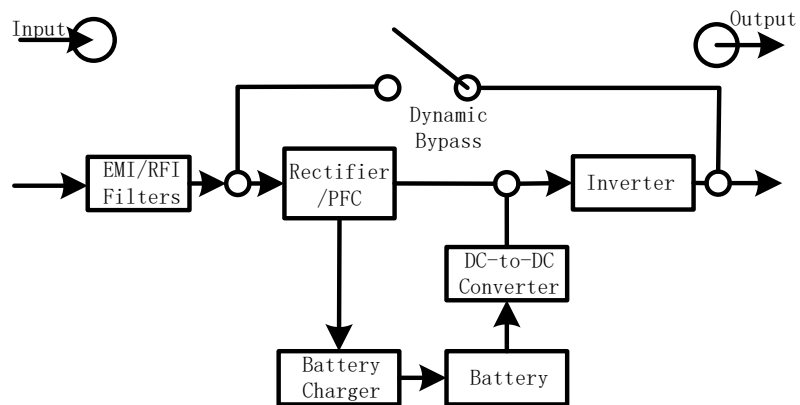 Input
Output
Dynamic
Bypass
EMI/RFI
Filters
Rectifier
/PFC
Inverter
DC-to-DC
Converter
Battery
Charger
Battery